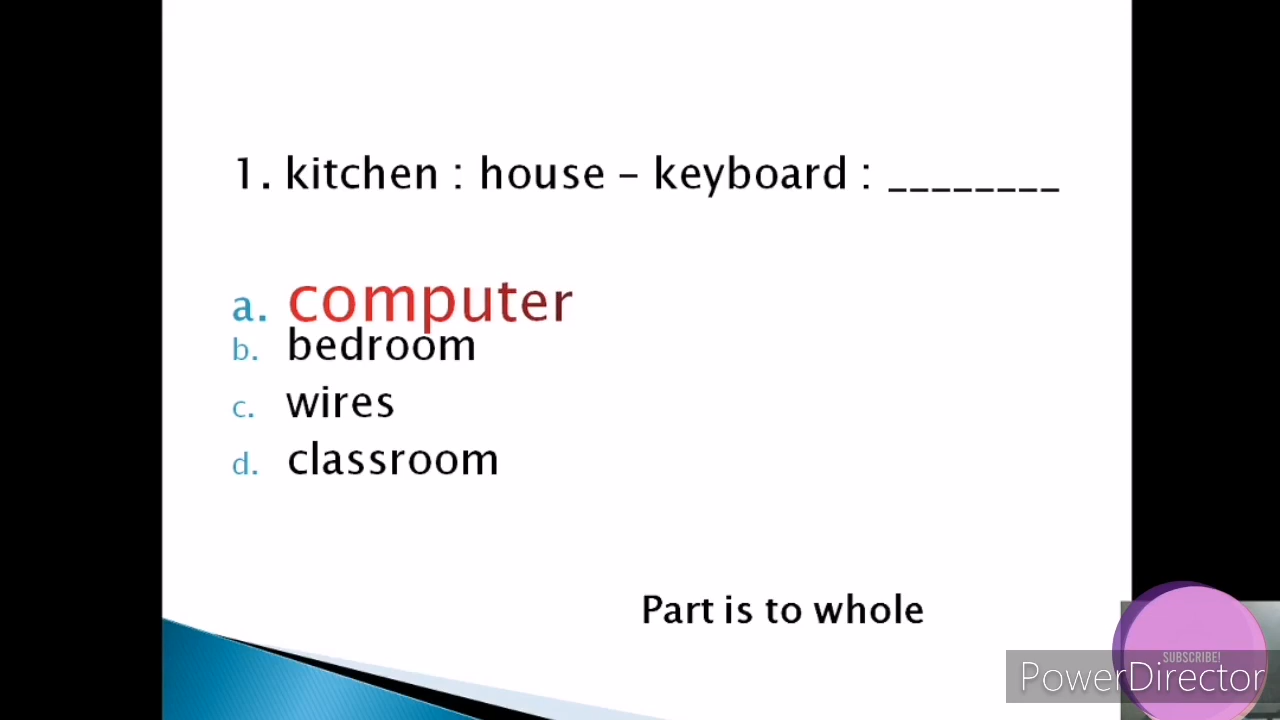 1. kitchen : house – keyboard : ________
a. computer
b. bedroom
c. wires
d. classroom
Part is to whole
SUBSCRIBE!
PowerDirector